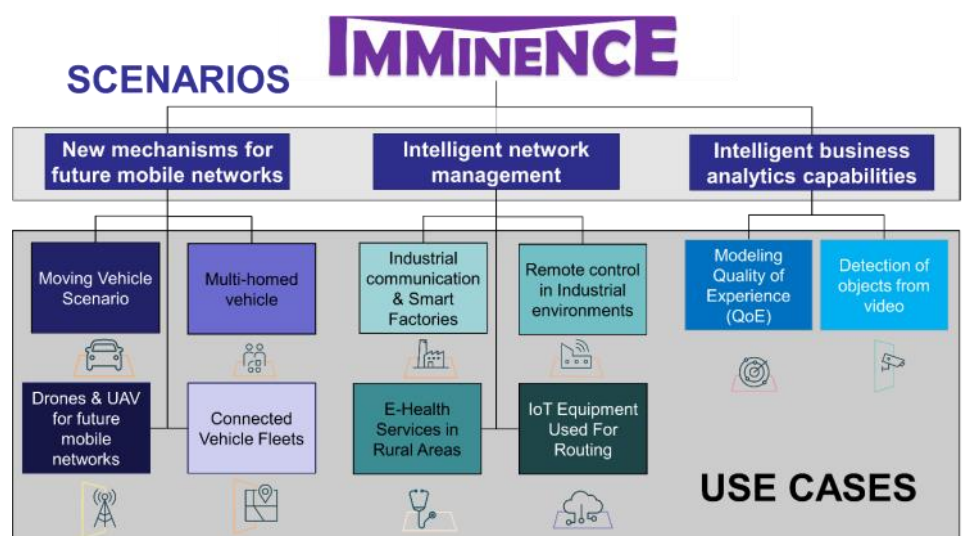 IMMINENCE
SCENARIOS
New mechanisms for
future mobile networks
Intelligent network
management
Intelligent business
analytics capabilities
Moving Vehicle
Scenario
Multi-homed
vehicle
Industrial
communication
& Smart
Factories
Remote control
in Industrial
environments
Modeling
Quality of
Experience
(QoE)
Detection of
objects from
video
Drones & UAV
for future
mobile
networks
Connected
Vehicle Fleets
E-Health
Services in
Rural Areas
IoT Equipment
Used For
Routing
USE CASES